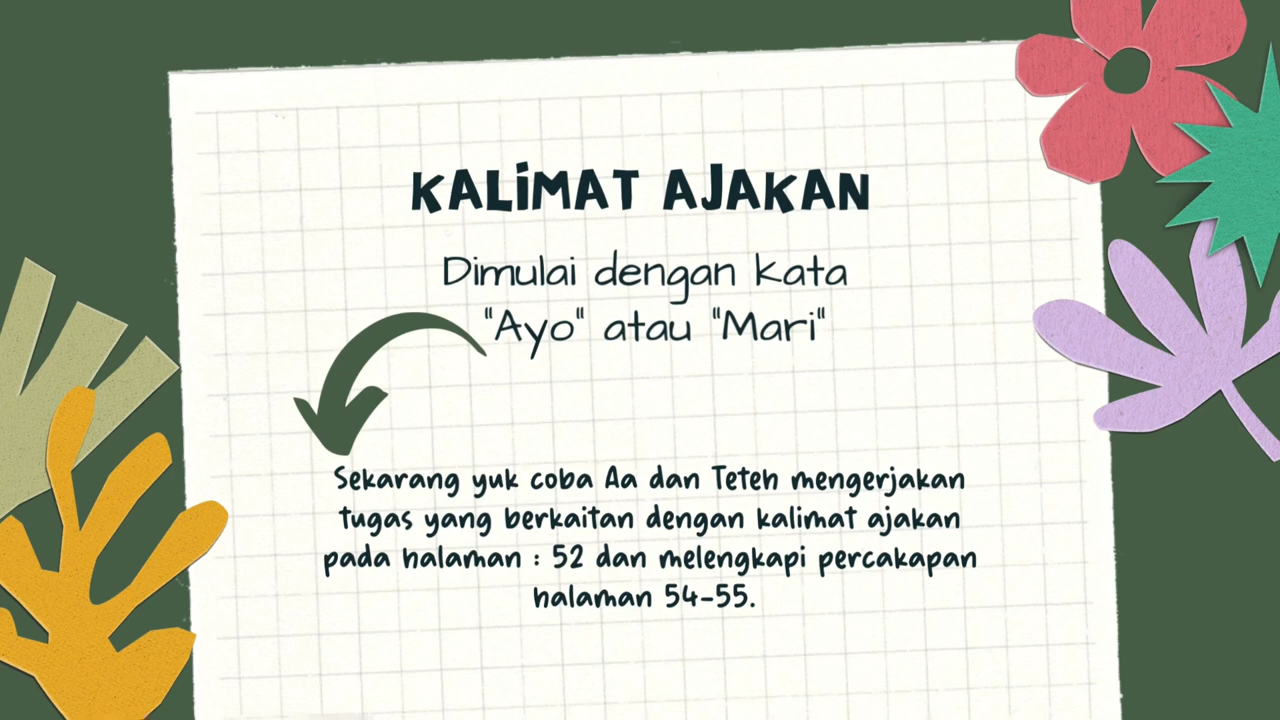 KALIMAT AJAKAN
Dimulai dengan kata
"Ayo" atau "Mari"
Sekarang yuk coba Aa dan Teteh mengerjakan
tugas yang berkaitan dengan kalimat ajakan
pada halaman : 52 dan melengkapi percakapan
halaman 54-55.